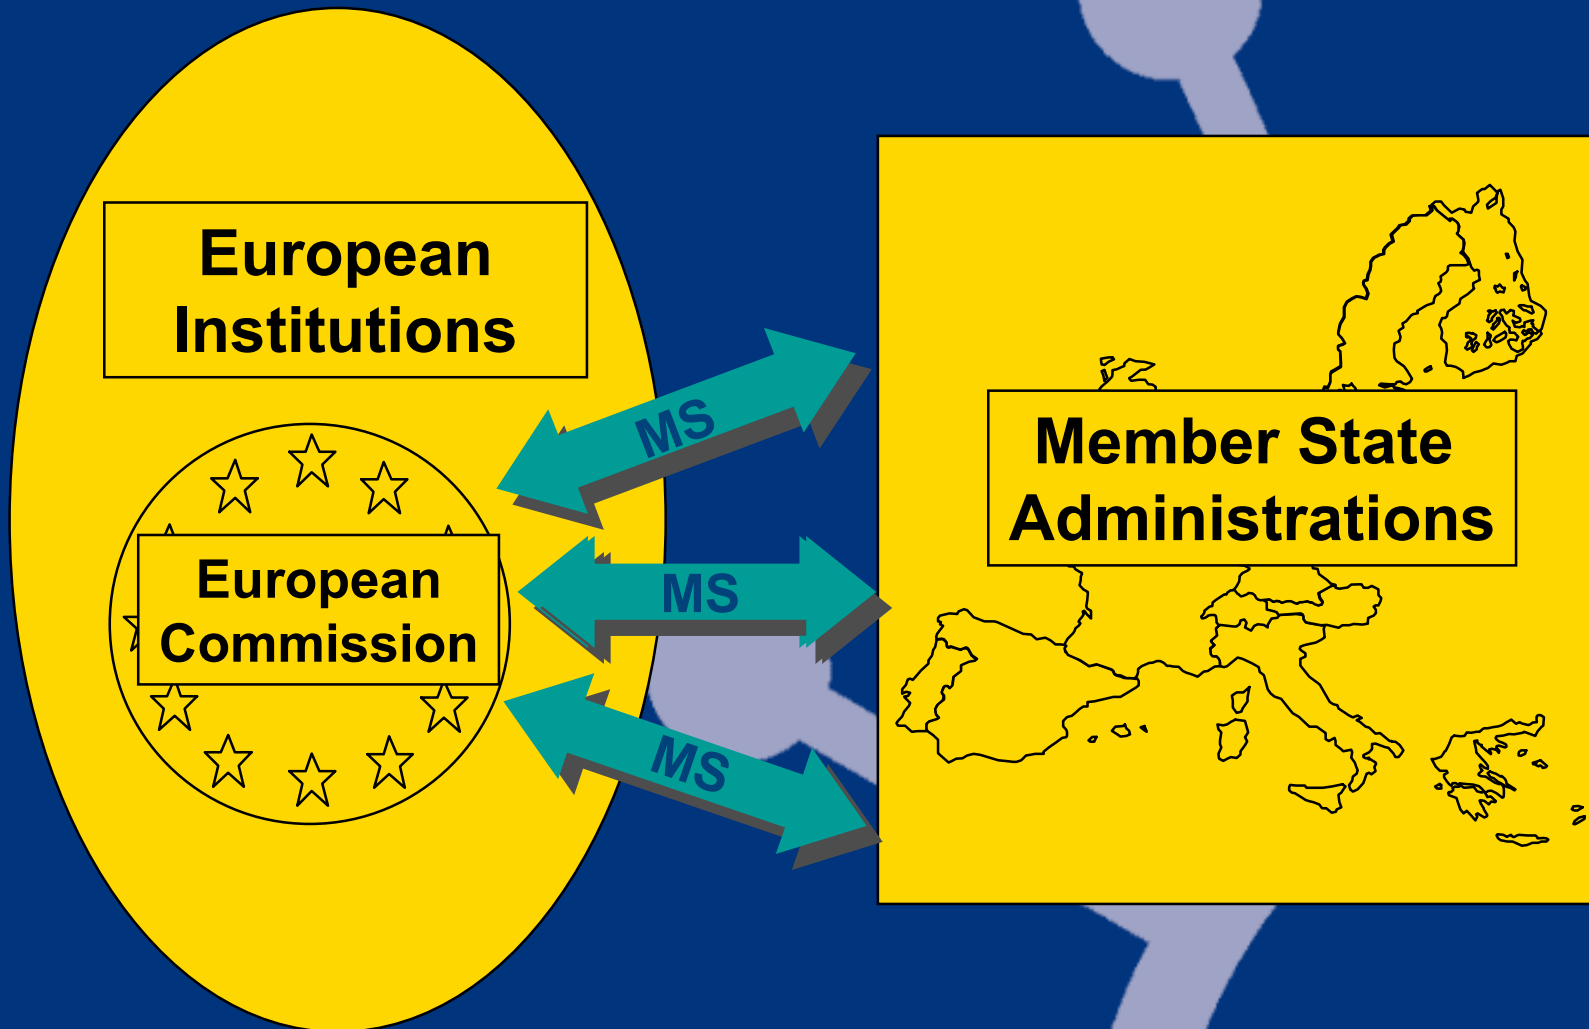 European
Institutions
European
Commission
MS
MS
MS
Member State
Administrations